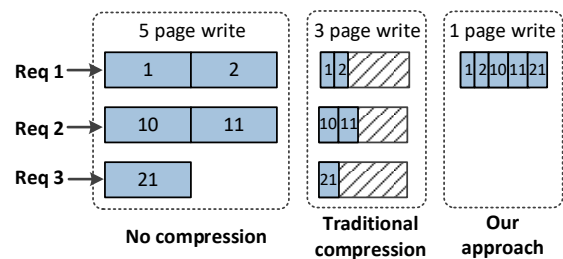 5 page write
3 page write
1 page write
Req 1
1
2
1
2
1
2
10
11
21
Req 2
10
11
10
11
Req 3
21
21
No compression
Traditional
compression
Our
approach